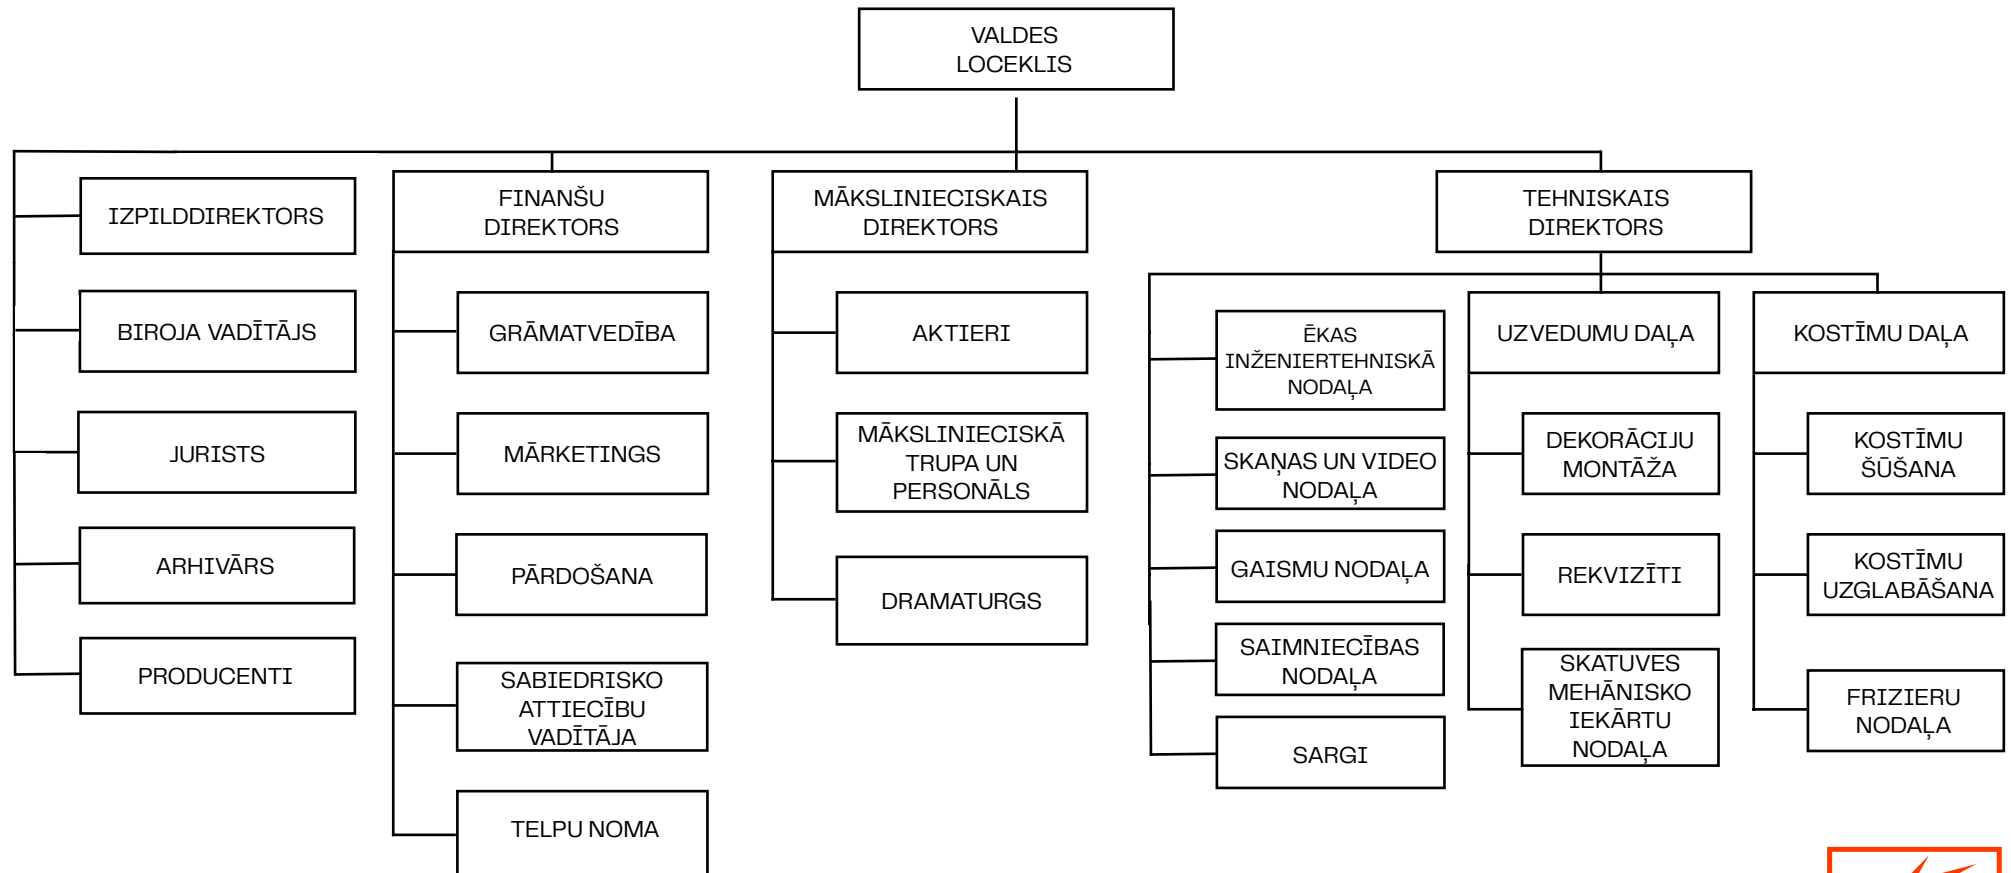 VALDES
LOCEKLIS
IZPILDDIREKTORS
BIROJA VADĪTĀJS
JURISTS
ARHIVĀRS
PRODUCENTI
FINANŠU
DIREKTORS
GRĀMATVEDĪBA
MĀRKETINGS
PĀRDOŠANA
SABIEDRISKO
ATTIECĪBU
VADĪTĀJA
TELPU NOMA
MĀKSLINIECISKAIS
DIREKTORS
AKTIERI
MĀKSLINIECISKĀ
TRUPA UN
PERSONĀLS
DRAMATURGS
TEHNISKAIS
DIREKTORS
ĒKAS
INŽENIERTEHNISKĀ
NODAĻA
SKAŅAS UN VIDEO
NODAĻA
GAISMU NODAĻA
SAIMNIECĪBAS
NODAĻA
SARGI
UZVEDUMU DAĻA
DEKORĀCIJU
MONTĀŽA
REKVIZĪTI
SKATUVES
MEHĀNISKO
IEKĀRTU
NODAĻA
KOSTĪMU DAĻA
KOSTĪMU
ŠŪŠANA
KOSTĪMU
UZGLABĀŠANA
FRIZIERU
NODAĻA